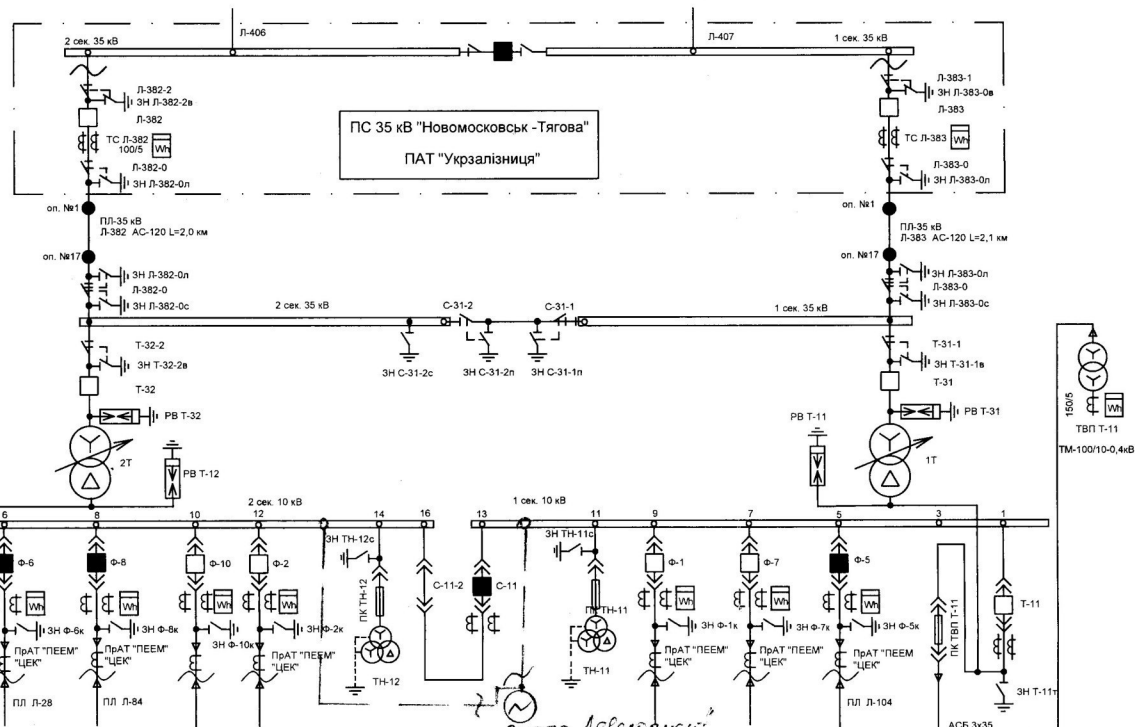 Л-406
Л-407
2 сек. 35 кВ
1 сек. 35 кВ
Л-382-2
ЗН Л-382-2в
Л-382
ТС Л-382
100/5
Wh
Л-382-0
ЗН Л-382-0л
ПС 35 кВ "Новомосковськ -Тягова"
ПАТ "Укрзалізниця"
Л-383-1
ЗН Л-383-0в
Л-383
ТС Л-383
Wh
Л-383-0
ЗН Л-383-0л
оп. №1
ПЛ-35 кВ
Л-382 АС-120 L=2,0 км
оп. №17
оп. №1
ПЛ-35 кВ
Л-383 АС-120 L=2,1 км
оп. №17
ЗН Л-382-0л
Л-382-0
ЗН Л-382-0с
ЗН Л-383-0л
Л-383-0
ЗН Л-383-0с
2 сек. 35 кВ
С-31-2
С-31-1
1 сек. 35 кВ
Т-32-2
ЗН Т-32-2в
Т-32
ЗН С-31-2с
ЗН С-31-2п
ЗН С-31-1п
Т-31-1
ЗН Т-31-1в
Т-31
РВ Т-32
РВ Т-11
РВ Т-31
150/5
Wh
ТВП Т-11
ТМ-100/10-0,4кВ
2Т
РВ Т-12
1Т
2 сек. 10 кВ
1 сек. 10 кВ
6
8
10
12
14
16
13
11
9
7
5
3
1
Ф-6
Ф-8
Ф-10
Ф-2
ЗН ТН-12с
ПК ТН-12
С-11-2
С-11
ЗН ТН-11с
ПК ТН-11
Ф-1
Ф-7
Ф-5
ПК ТВП Т-11
Т-11
Wh
Wh
Wh
Wh
Wh
Wh
Wh
ЗН Ф-6к
ЗН Ф-8к
ЗН Ф-10к
ЗН Ф-2к
ЗН Ф-1к
ЗН Ф-7к
ЗН Ф-5к
ПрАТ "ПЕЕМ"
"ЦЕК"
ПрАТ "ПЕЕМ"
"ЦЕК"
ПрАТ "ПЕЕМ"
"ЦЕК"
ТН-12
ТН-11
ПрАТ "ПЕЕМ"
"ЦЕК"
ПрАТ "ПЕЕМ"
"ЦЕК"
ПрАТ "ПЕЕМ"
"ЦЕК"
ЗН Т-11т
ПЛ Л-28
ПЛ Л-84
ПЛ Л-104
АСБ 3х35